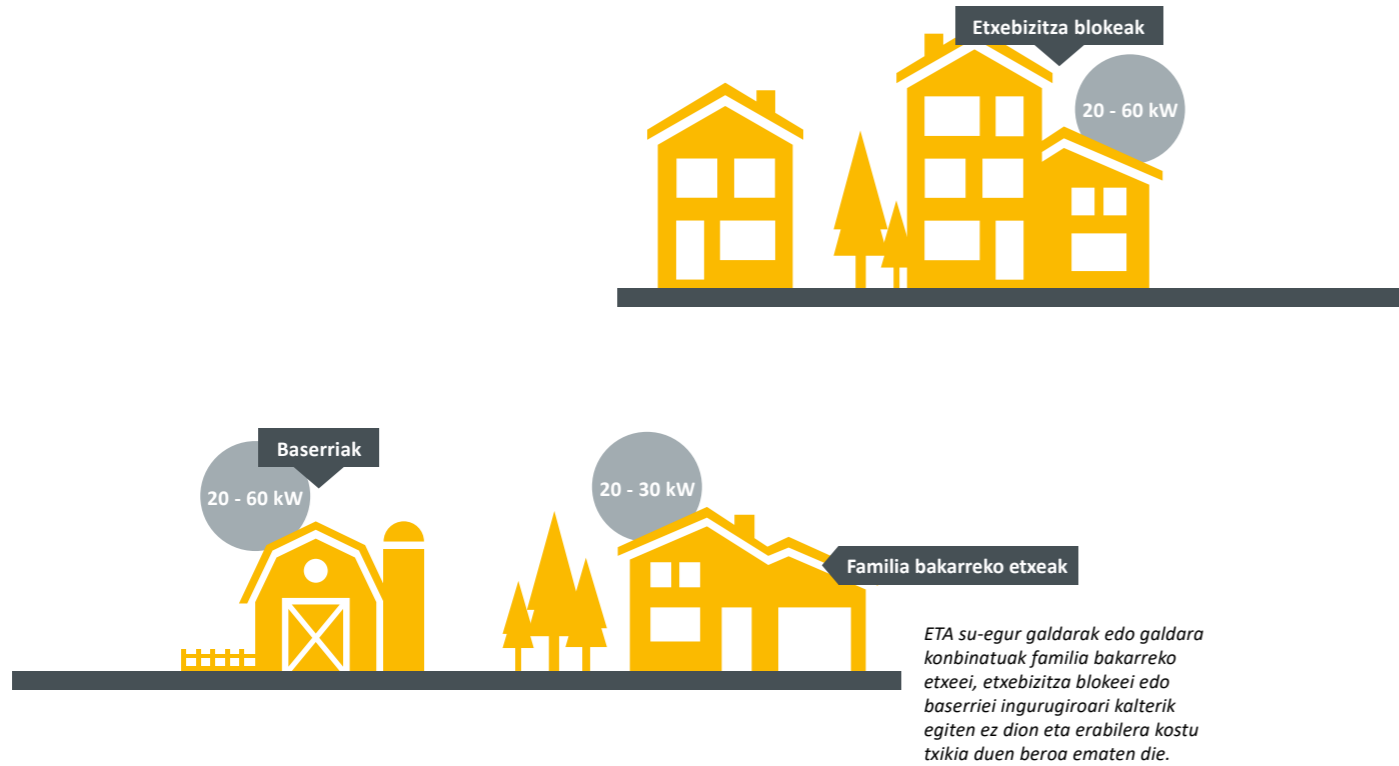 Etxebizitza blokeak
20 - 60 kW
Baserriak
20 - 60 kW
20 - 30 kW
Familia bakarreko etxeak
ETA su-egur galdarak edo galdara
konbinatuak familia bakarreko
etxeei, etxebizitza blokeei edo
baserriei ingurugiroari kalterik
egiten ez dion eta erabilera kostu
txikia duen beroa ematen die.